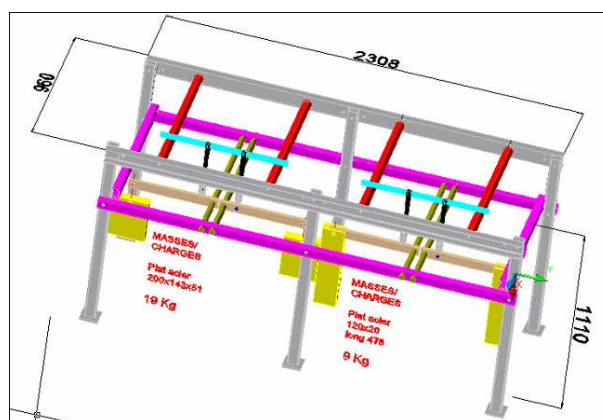 2308
960
1110
MASSES/
CHARGES
Plat acier
200x143x51
19 Kg
MASSES/
CHARGES
Plat acier
120x20
long 478
9 Kg